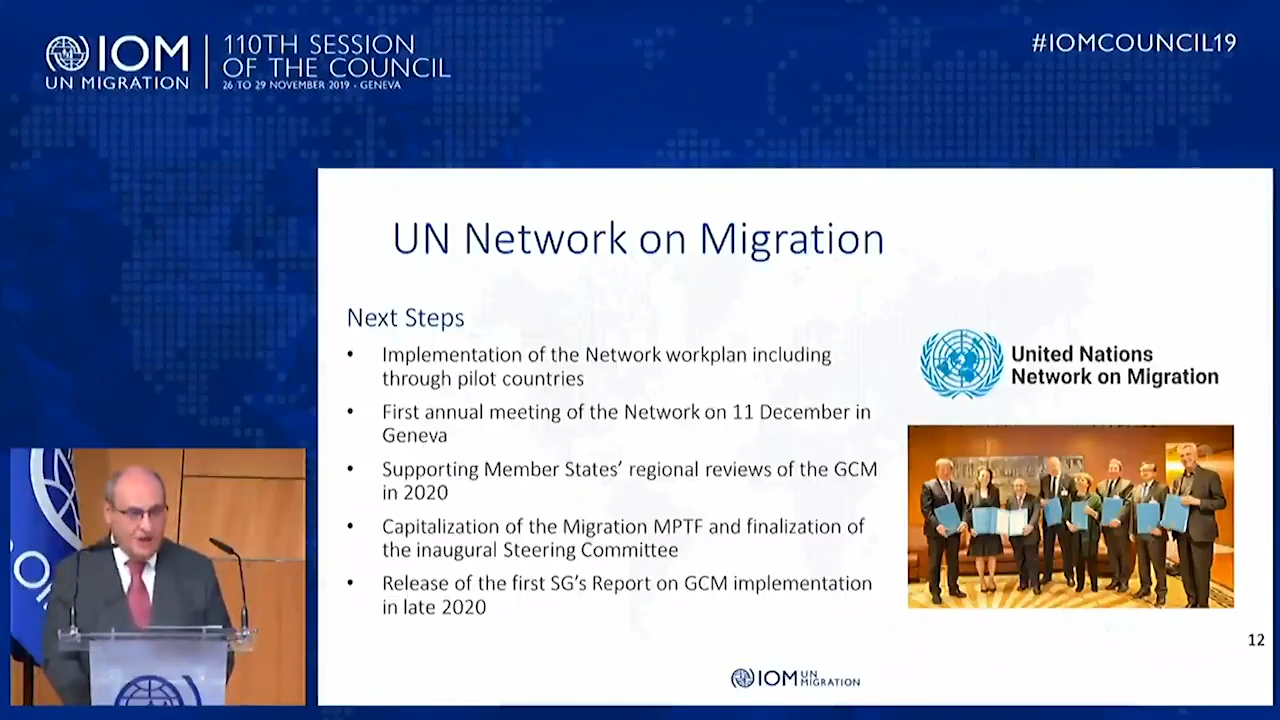 IOM
UN MIGRATION
110TH SESSION
OF THE COUNCIL
26 TO 29 NOVEMBER 2019 - GENEVA
#IOMCOUNCIL19
UN Network on Migration
Next Steps
• Implementation of the Network workplan including
through pilot countries
• First annual meeting of the Network on 11 December in
Geneva
• Supporting Member States’ regional reviews of the GCM
in 2020
• Capitalization of the Migration MPTF and finalization of
the inaugural Steering Committee
• Release of the first SG’s Report on GCM implementation
in late 2020
United Nations
Network on Migration
12
IOM UN
MIGRATION